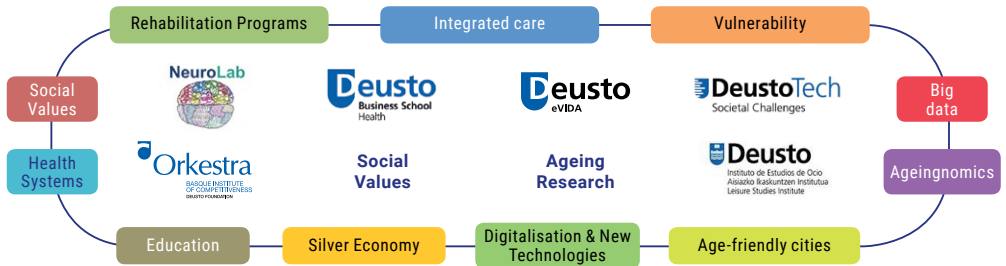 Rehabilitation Programs
Integrated care
Vulnerability
Social
Values
NeuroLab
Deusto
Business School
Health
Deusto
eVIDA
DeustoTech
Societal Challenges
Big
data
Health
Systems
Orkestra
BASQUE INSTITUTE
OF COMPETITIVENESS
DEUSTO FOUNDATION
Social
Values
Ageing
Research
Deusto
Instituto de Estudios de Ocio
Aisiazko Ikaskuntzen Institutua
Leisure Studies Institute
Ageingnomics
Education
Silver Economy
Digitalisation & New
Technologies
Age-friendly cities